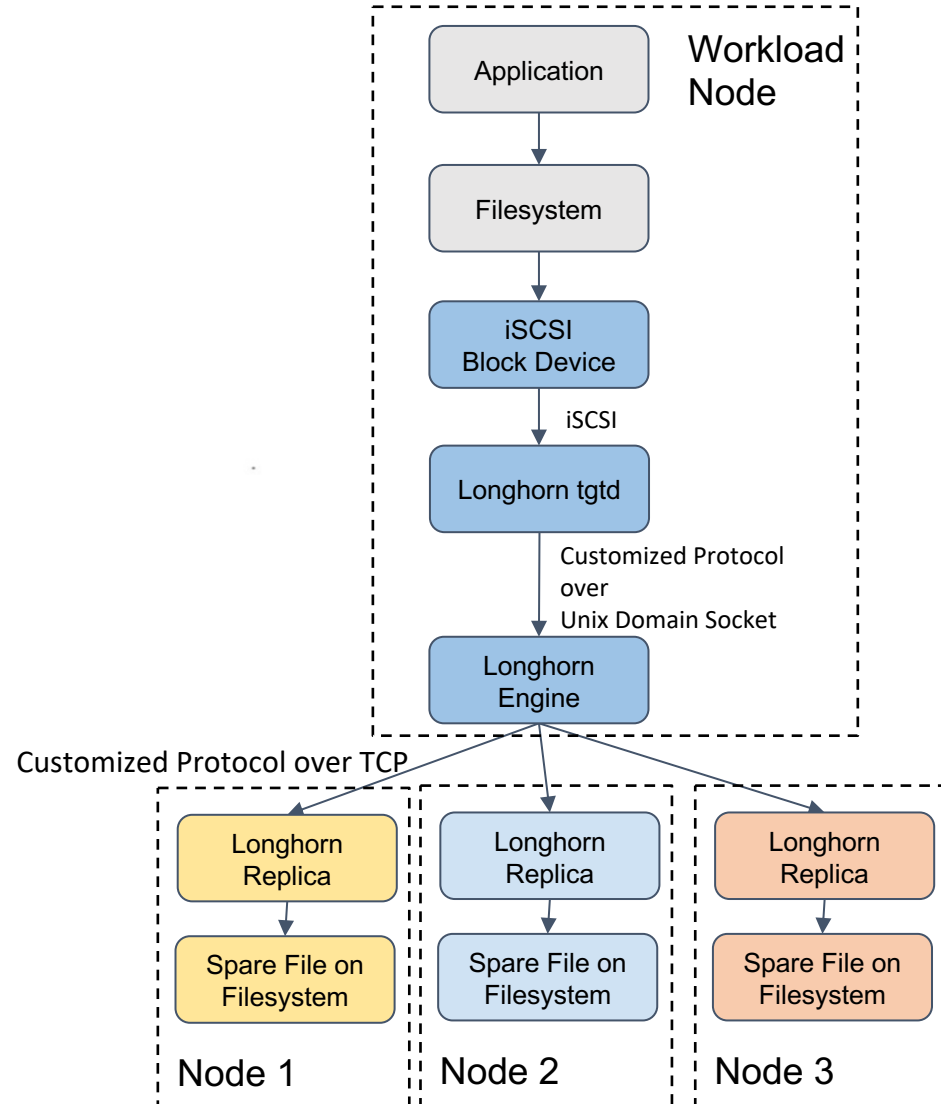 Workload
Node
Application
Filesystem
iSCSI
Block Device
iSCSI
Longhorn tgtd
Customized Protocol
over
Unix Domain Socket
Longhorn
Engine
Customized Protocol over TCP
Longhorn
Replica
Longhorn
Replica
Longhorn
Replica
Spare File on
Filesystem
Spare File on
Filesystem
Spare File on
Filesystem
Node 1
Node 2
Node 3